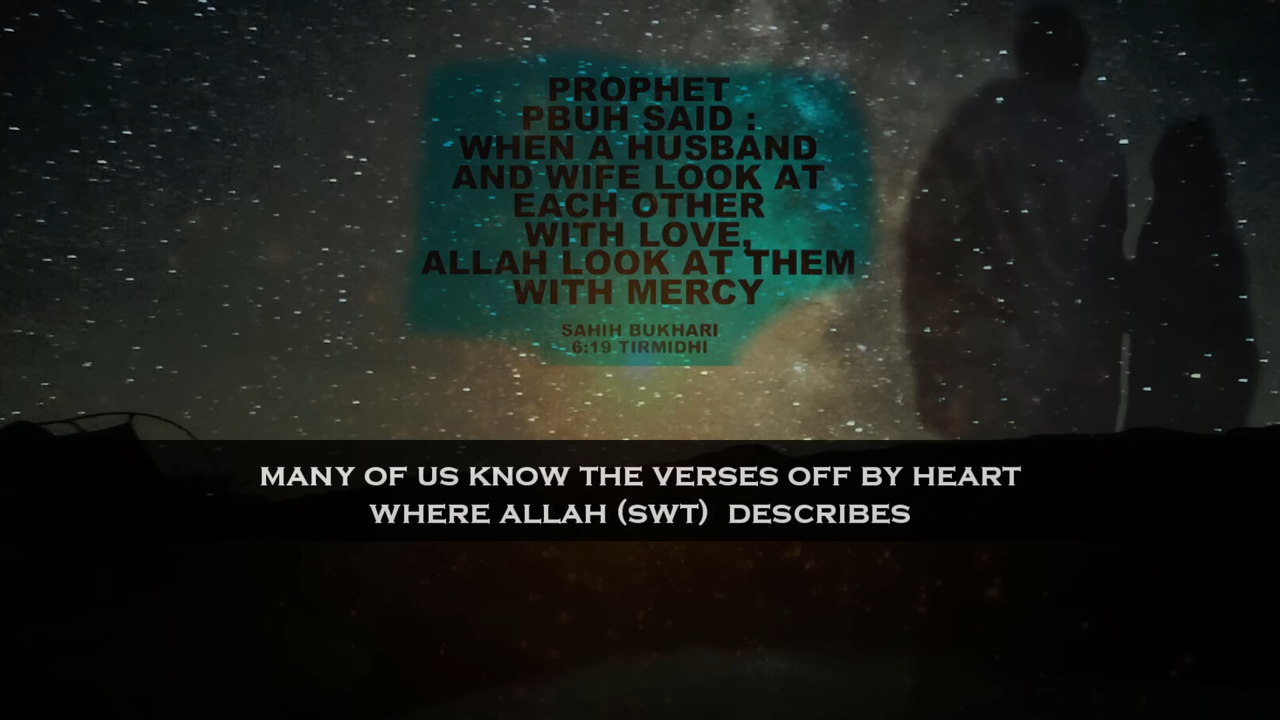 PROPHET
PBUH SAID :
WHEN A HUSBAND
AND WIFE LOOK AT
EACH OTHER
WITH LOVE,
ALLAH LOOK AT THEM
WITH MERCY
SAHIH BUKHARI
6:19 TIRMIDHI
MANY OF US KNOW THE VERSES OFF BY HEART
WHERE ALLAH (SWT) DESCRIBES